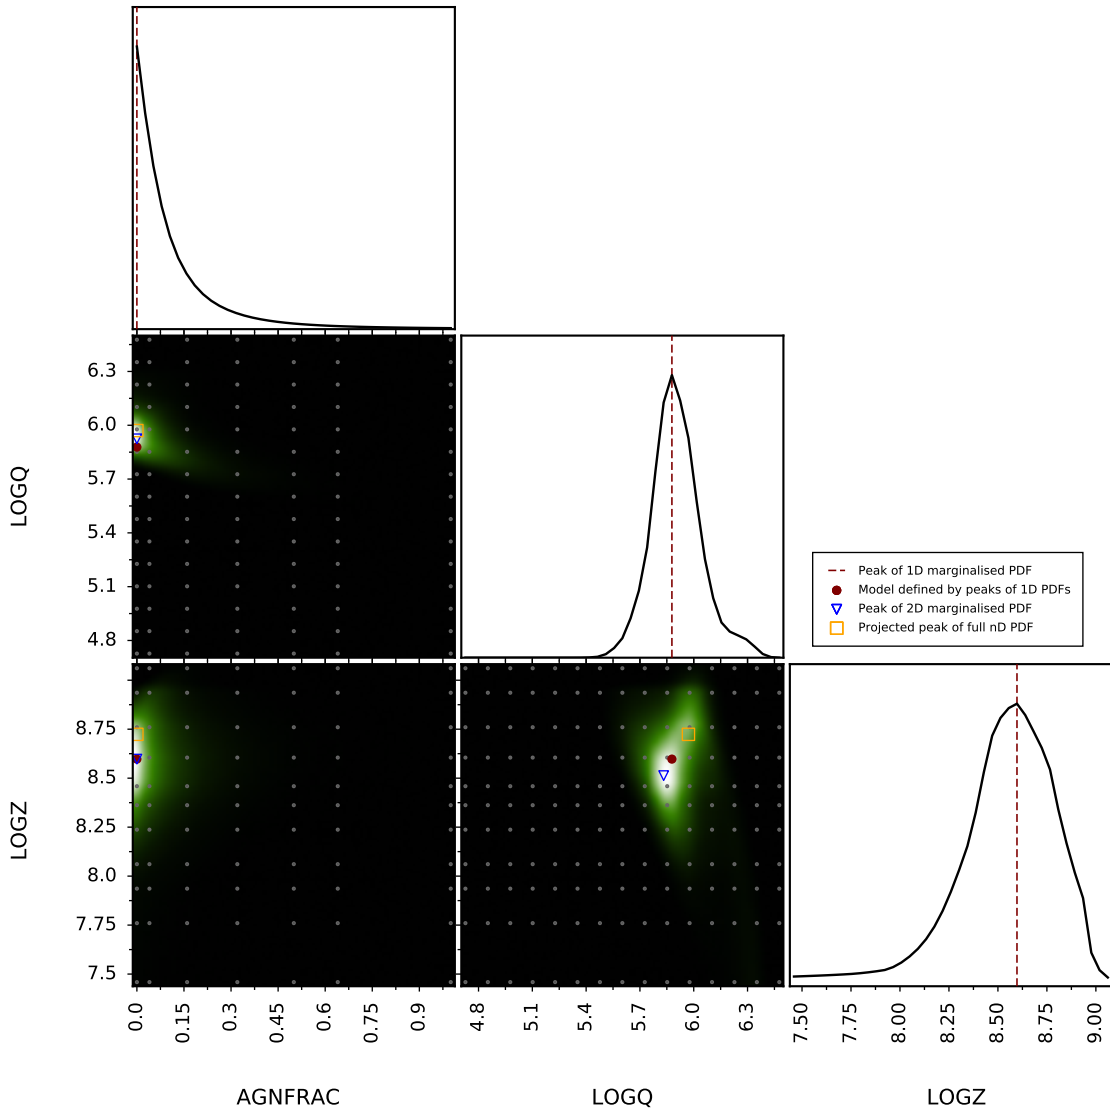 6.3
6.0
5.7
5.4
5.1
4.8
LOGQ
Peak of 1D marginalised PDF
Model defined by peaks of 1D PDFs
Peak of 2D marginalised PDF
Projected peak of full nD PDF
8.75
8.5
8.25
8.0
7.75
7.5
LOGZ
0.0 0.15 0.3 0.45 0.6 0.75 0.9
4.8 5.1 5.4 5.7 6.0 6.3
7.50 7.75 8.00 8.25 8.50 8.75 9.00
AGNFRAC LOGQ LOGZ